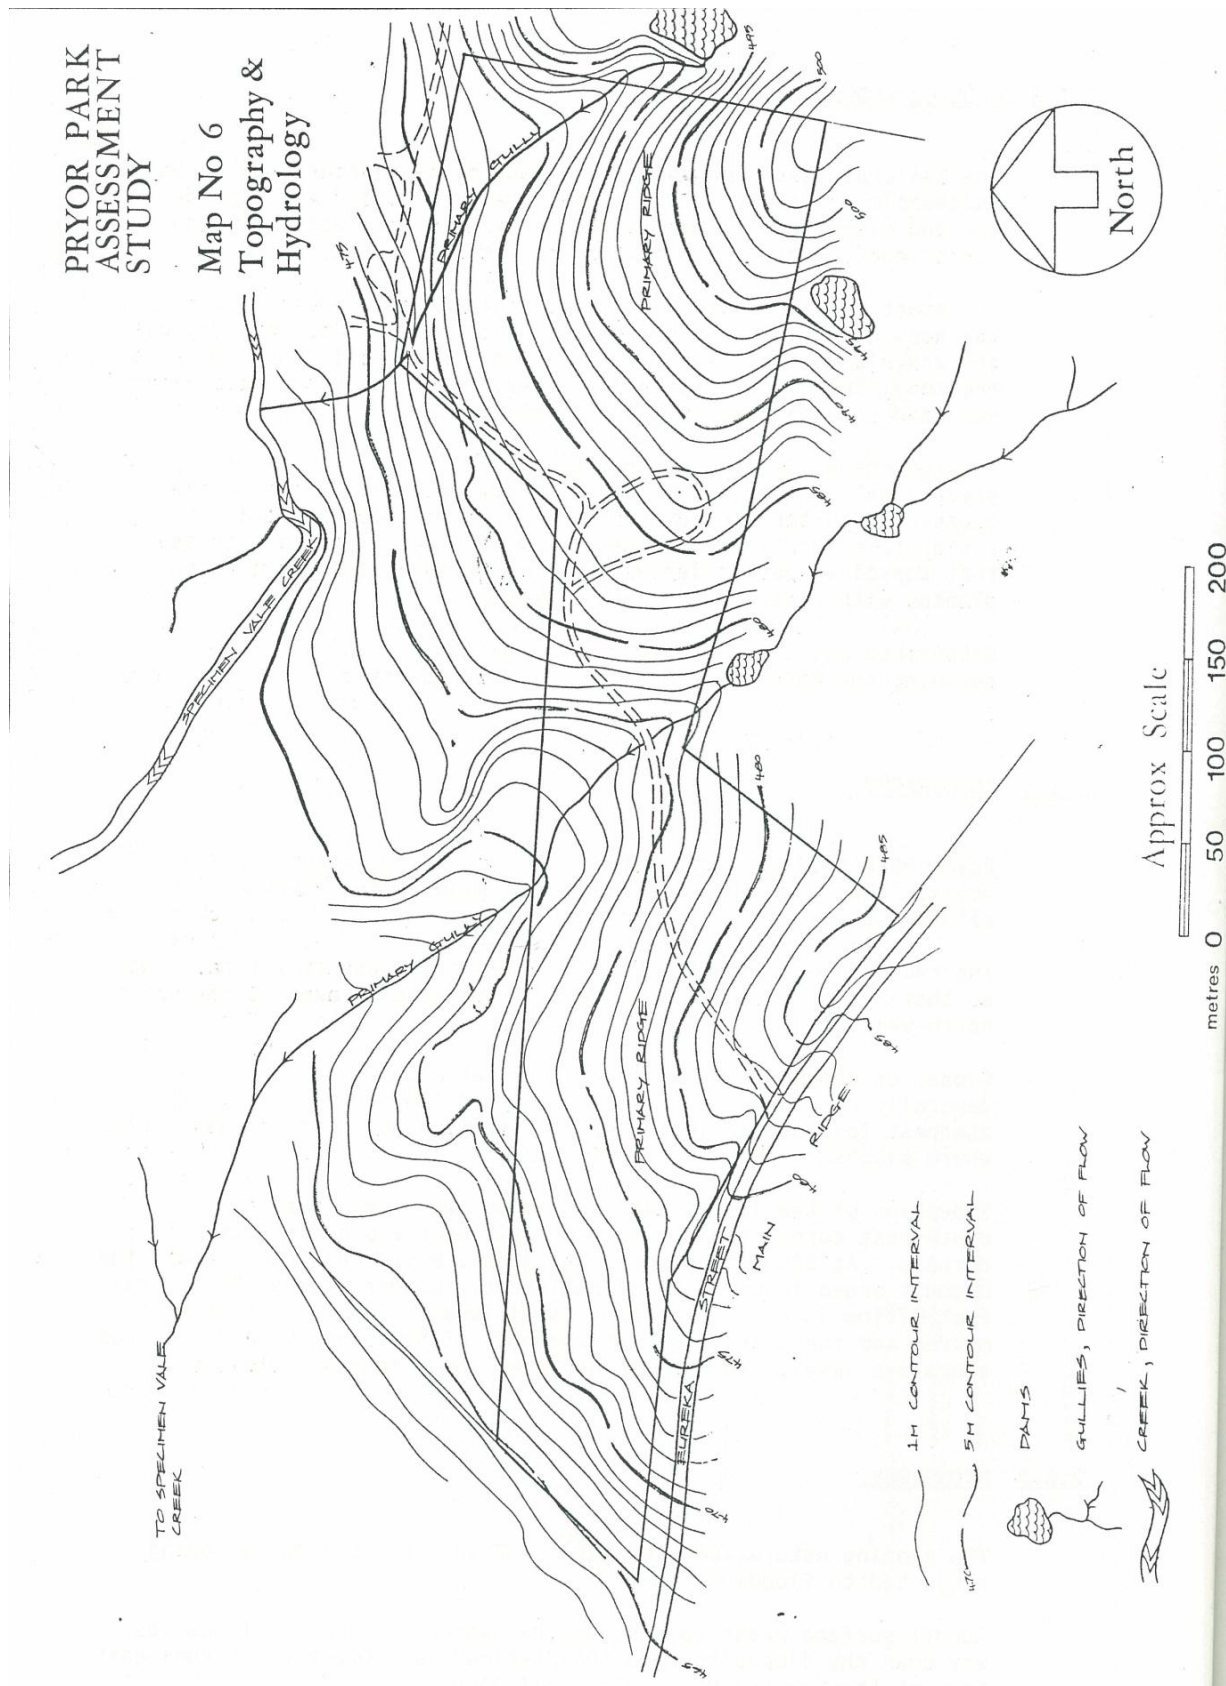 PRYOR PARK
ASSESSMENT
STUDY
Map No 6
Topography &
Hydrology
North
SPECIMEN VALE CREEK
TO SPECIMEN VALE
CREEK
PRIMARY GULLY
PRIMARY GULLY
PRIMARY RIDGE
PRIMARY RIDGE
MAIN RIDGE
EUREKA STREET
465
470
475
485
485
480
480
485
490
495
500
500
495
475
1M CONTOUR INTERVAL
470
5M CONTOUR INTERVAL
DAMS
GULLIES, DIRECTION OF FLOW
CREEK, DIRECTION OF FLOW
Approx Scale
metres 0 50 100 150 200